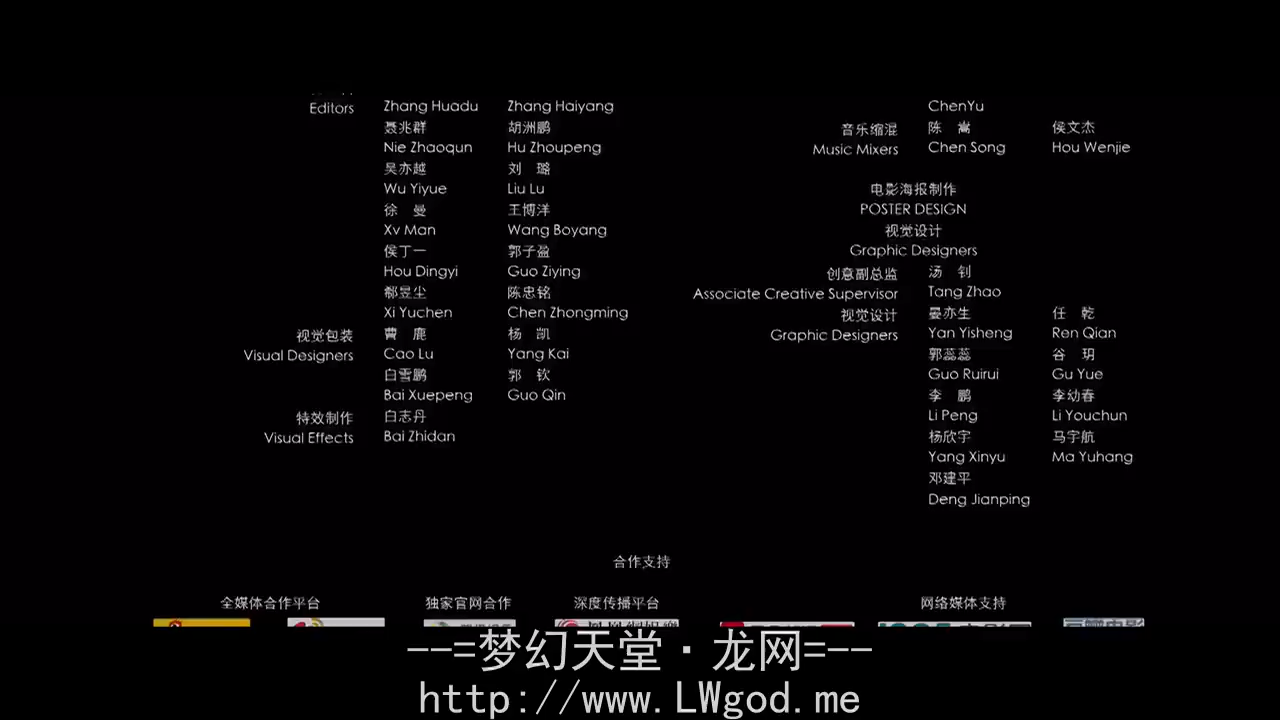 Editors
Zhang Huadu Zhang Haiyang
聂兆群 胡洲鹏
Nie Zhaoqun Hu Zhoupeng
吴亦越 刘 璐
Wu Yiyue Liu Lu
徐 曼 王博洋
Xv Man Wang Boyang
侯丁一 郭子盈
Hou Dingyi Guo Ziying
郗昱尘 陈忠铭
Xi Yuchen Chen Zhongming
视觉包装 曹 鹿 杨 凯
Visual Designers Cao Lu Yang Kai
白雪鹏 郭 钦
Bai Xuepeng Guo Qin
特效制作 白志丹
Visual Effects Bai Zhidan
ChenYu
音乐缩混 陈 嵩 侯文杰
Music Mixers Chen Song Hou Wenjie
电影海报制作
POSTER DESIGN
视觉设计
Graphic Designers
创意副总监 汤 钊
Associate Creative Supervisor Tang Zhao
视觉设计 晏亦生 任 乾
Graphic Designers Yan Yisheng Ren Qian
郭蕊蕊 谷 玥
Guo Ruirui Gu Yue
李 鹏 李幼春
Li Peng Li Youchun
杨欣宇 马宇航
Yang Xinyu Ma Yuhang
邓建平
Deng Jianping
合作支持
全媒体合作平台 独家官网合作 深度传播平台 网络媒体支持
--=梦幻天堂·龙网=--
http://www.LWgod.me